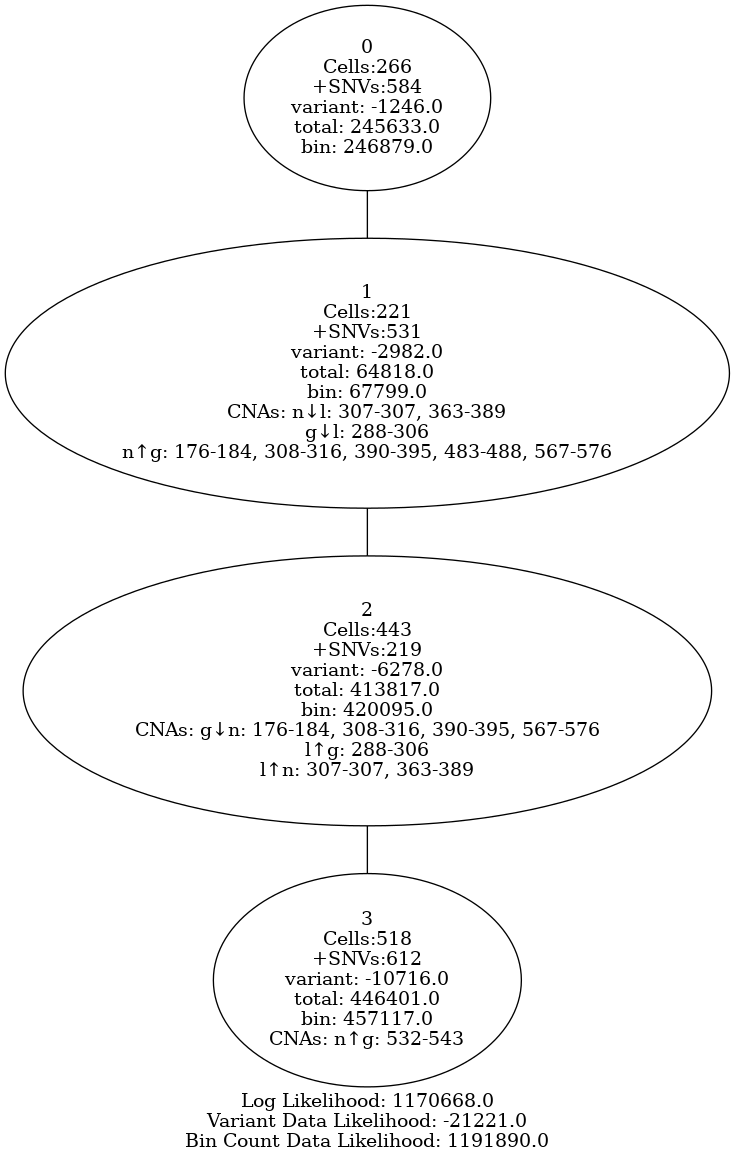 0
Cells:266
+SNVs:584
variant: -1246.0
total: 245633.0
bin: 246879.0
1
Cells:221
+SNVs:531
variant: -2982.0
total: 64818.0
bin: 67799.0
CNAs: n↓l: 307-307, 363-389
g↓l: 288-306
n↑g: 176-184, 308-316, 390-395, 483-488, 567-576
2
Cells:443
+SNVs:219
variant: -6278.0
total: 413817.0
bin: 420095.0
CNAs: g↓n: 176-184, 308-316, 390-395, 567-576
l↑g: 288-306
l↑n: 307-307, 363-389
3
Cells:518
+SNVs:612
variant: -10716.0
total: 446401.0
bin: 457117.0
CNAs: n↑g: 532-543
Log Likelihood: 1170668.0
Variant Data Likelihood: -21221.0
Bin Count Data Likelihood: 1191890.0